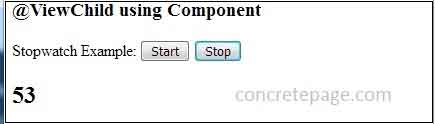 @ViewChild using Component
Stopwatch Example: Start Stop
53
concretepage.com